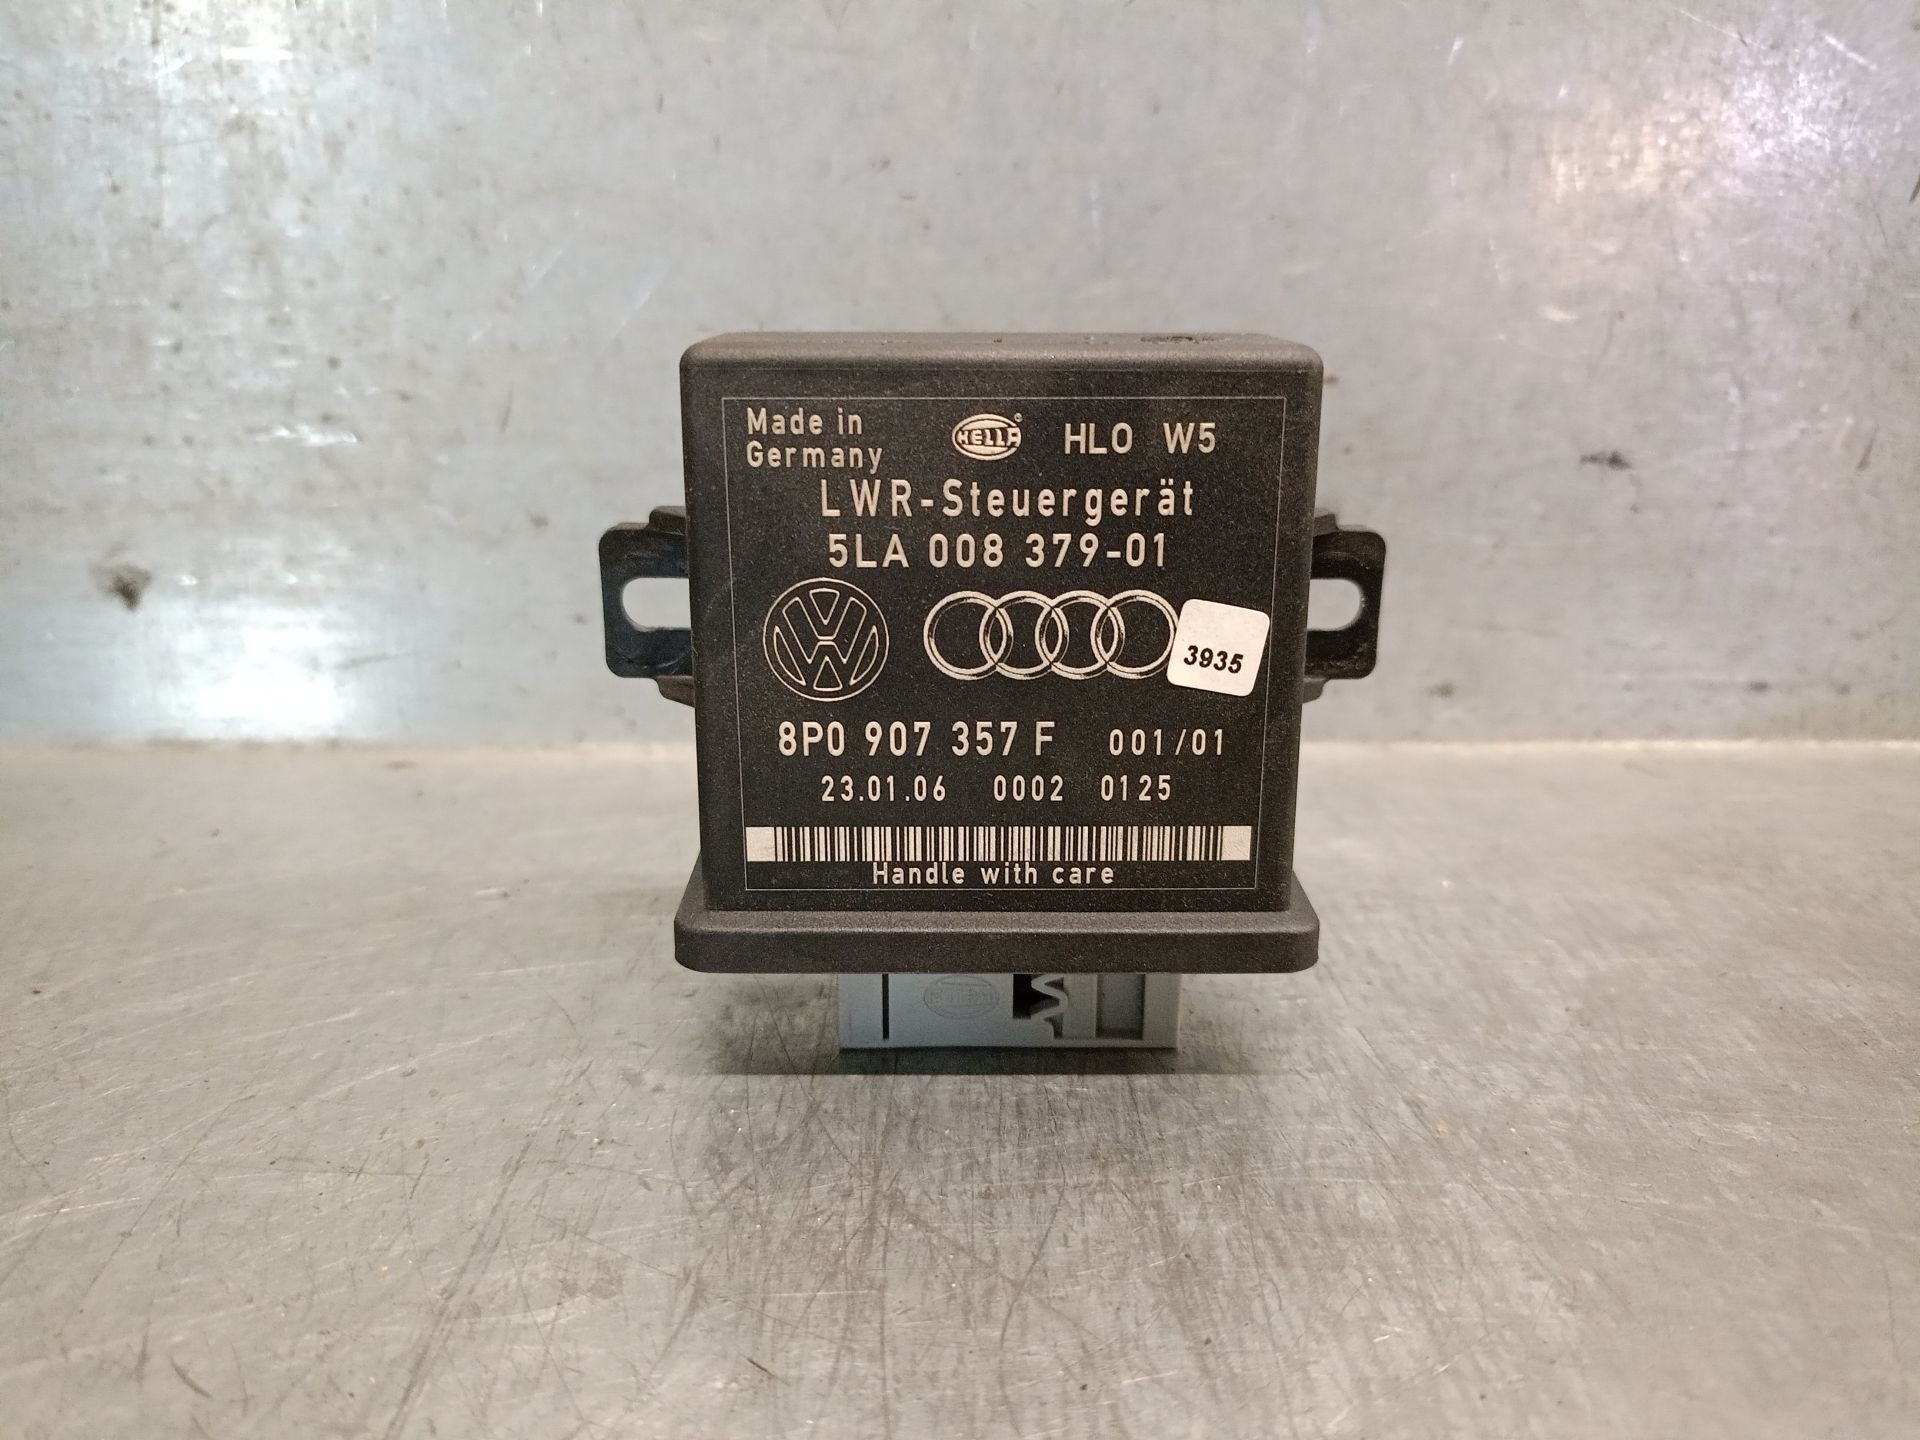 Made in
Germany
HELLA HLO W5
LWR-Steuergerät
5LA 008 379-01
3935
8P0 907 357 F 001/01
23.01.06 0002 0125
Handle with care
HELLA